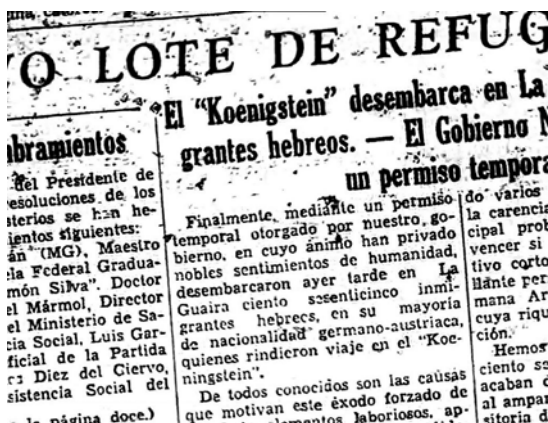 YO LOTE DE REFUG
El "Koenigstein" desembarca en La
grantes hebreos. — El Gobierno N
un permiso tempora
bramientos
del Presidente de
esoluciones de los
sterios se han he-
ientos siguientes:
án (MG), Maestro
la Federal Gradua-
món Silva". Doctor
el Mármol, Director
el Ministerio de Sa-
cia Social, Luis Gar-
ficial de la Partida
Diez del Ciervo,
sistencia Social del
la página doce.)
Finalmente, mediante un permiso
temporal otorgado por nuestro go-
bierno, en cuyo ánimo han privado
nobles sentimientos de humanidad,
desembarcaron ayer tarde en La
Guaira ciento sesenticinco inmi-
grantes hebreos, en su mayoría
de nacionalidad germano-austriaca,
quienes rindieron viaje en el "Koe-
ningstein".
De todos conocidos son las causas
que motivan este éxodo forzado de
elementos laboriosos, ap-
do varios
la carencia
cipal prob
vencer si
tivo corto
llante per
mana Ar
cuya riqu
ción.
Hemos
ciento se
acaban d
al ampar
sitoria d